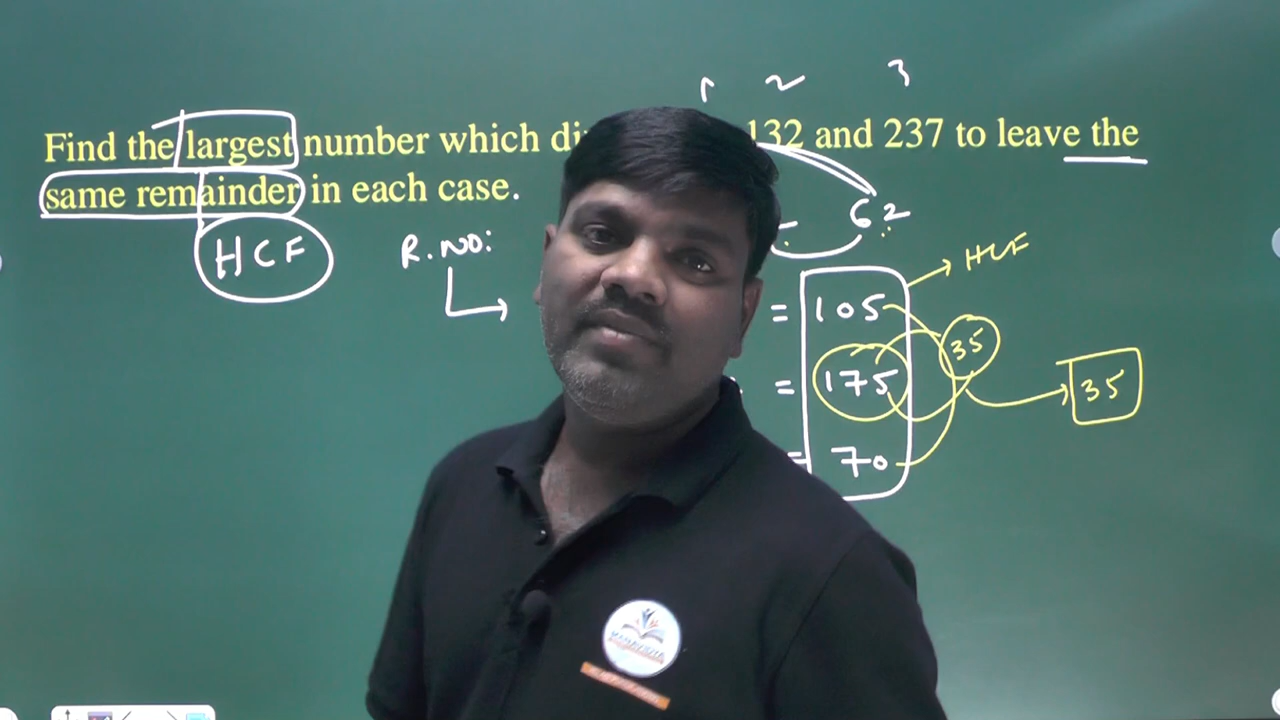 1 2 3
Find the largest number which di 132 and 237 to leave the
same remainder in each case.
62
HCF R.NO:
HCF
= 105
35
= 175 35
= 70